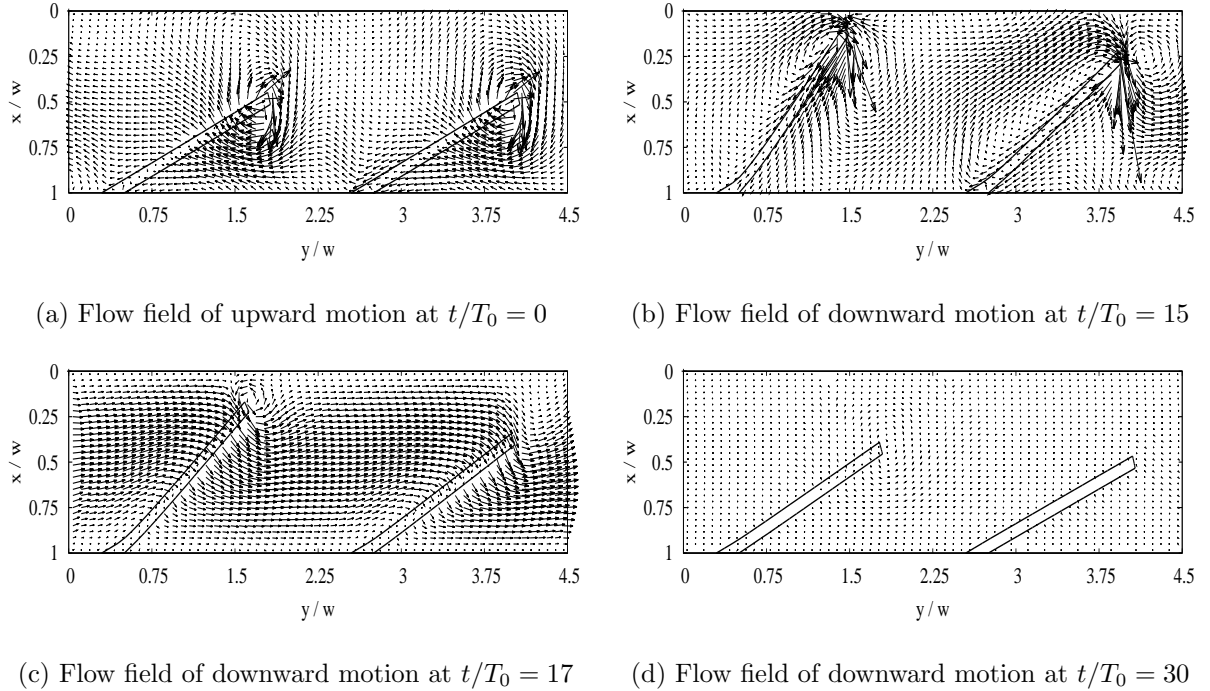 0
0.25
0.5
0.75
1
x / w
0 0.75 1.5 2.25 3 3.75 4.5
y / w
(a) Flow field of upward motion at t/T₀ = 0
0
0.25
0.5
0.75
1
x / w
0 0.75 1.5 2.25 3 3.75 4.5
y / w
(b) Flow field of downward motion at t/T₀ = 15
0
0.25
0.5
0.75
1
x / w
0 0.75 1.5 2.25 3 3.75 4.5
y / w
(c) Flow field of downward motion at t/T₀ = 17
0
0.25
0.5
0.75
1
x / w
0 0.75 1.5 2.25 3 3.75 4.5
y / w
(d) Flow field of downward motion at t/T₀ = 30